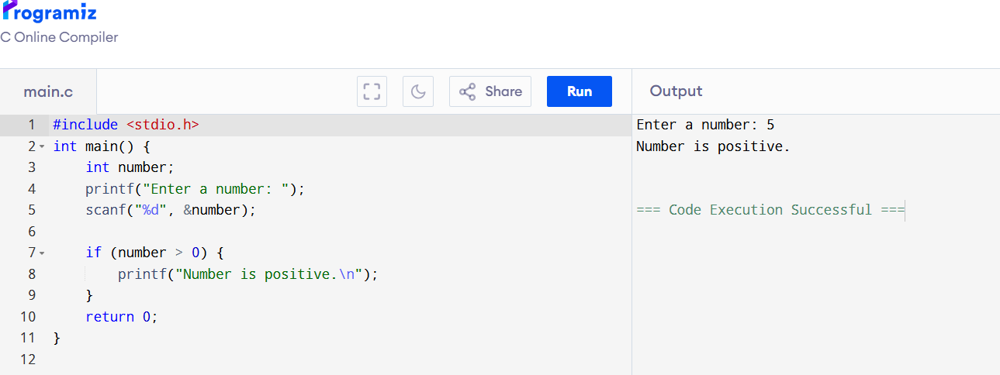 Programiz
C Online Compiler
main.c
Share
Run
Output
1 #include <stdio.h>
2 int main() {
3     int number;
4     printf("Enter a number: ");
5     scanf("%d", &number);
6
7     if (number > 0) {
8         printf("Number is positive.\n");
9     }
10     return 0;
11 }
12
Enter a number: 5
Number is positive.
=== Code Execution Successful ===